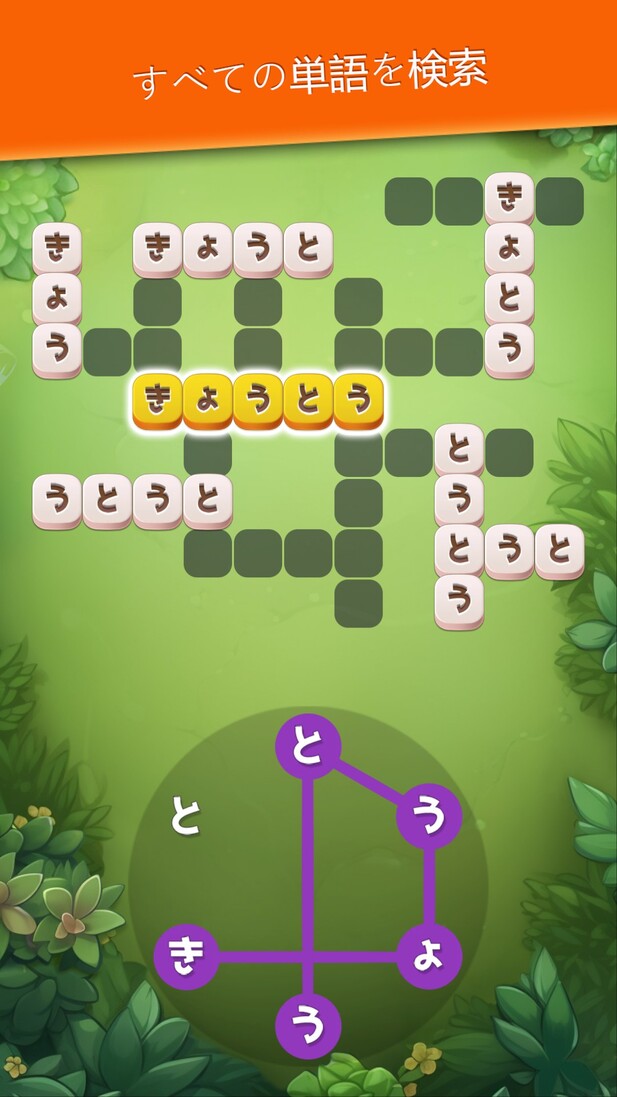 すべての単語を検索
き
き きょうと
ょ
ょ と
う う
きょうとう
と
うとうと う
とうと
う
と
と う
き ょ
う